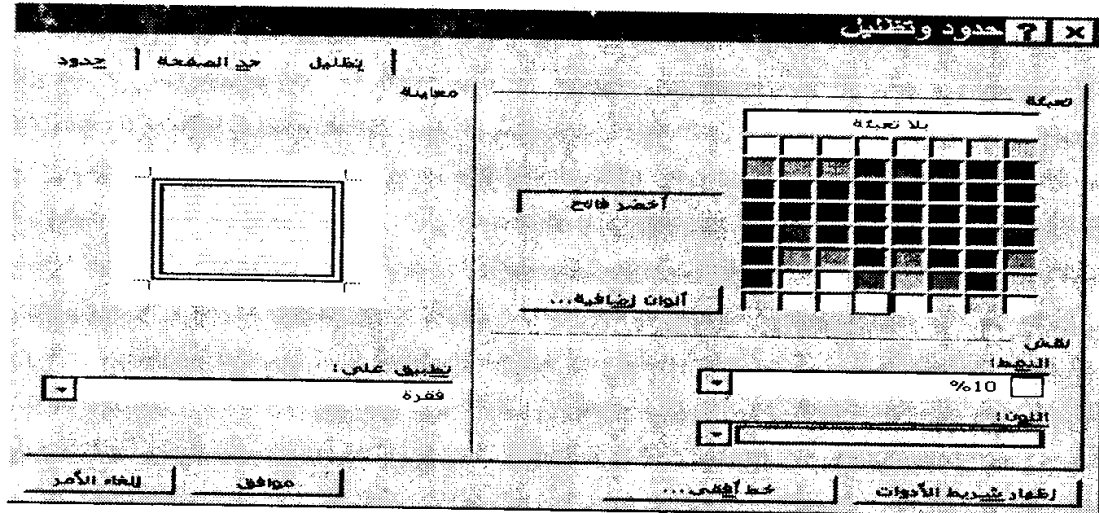 حدود وتظليل
حدود
حد الصفحة
تظليل
تعبئة
بلا تعبئة
أخضر فاتح
ألوان إضافية...
نقش
النمط:
%10
اللون:
معاينة
تطبيق على:
فقرة
إظهار شريط الأدوات
خط أفقي...
موافق
إلغاء الأمر